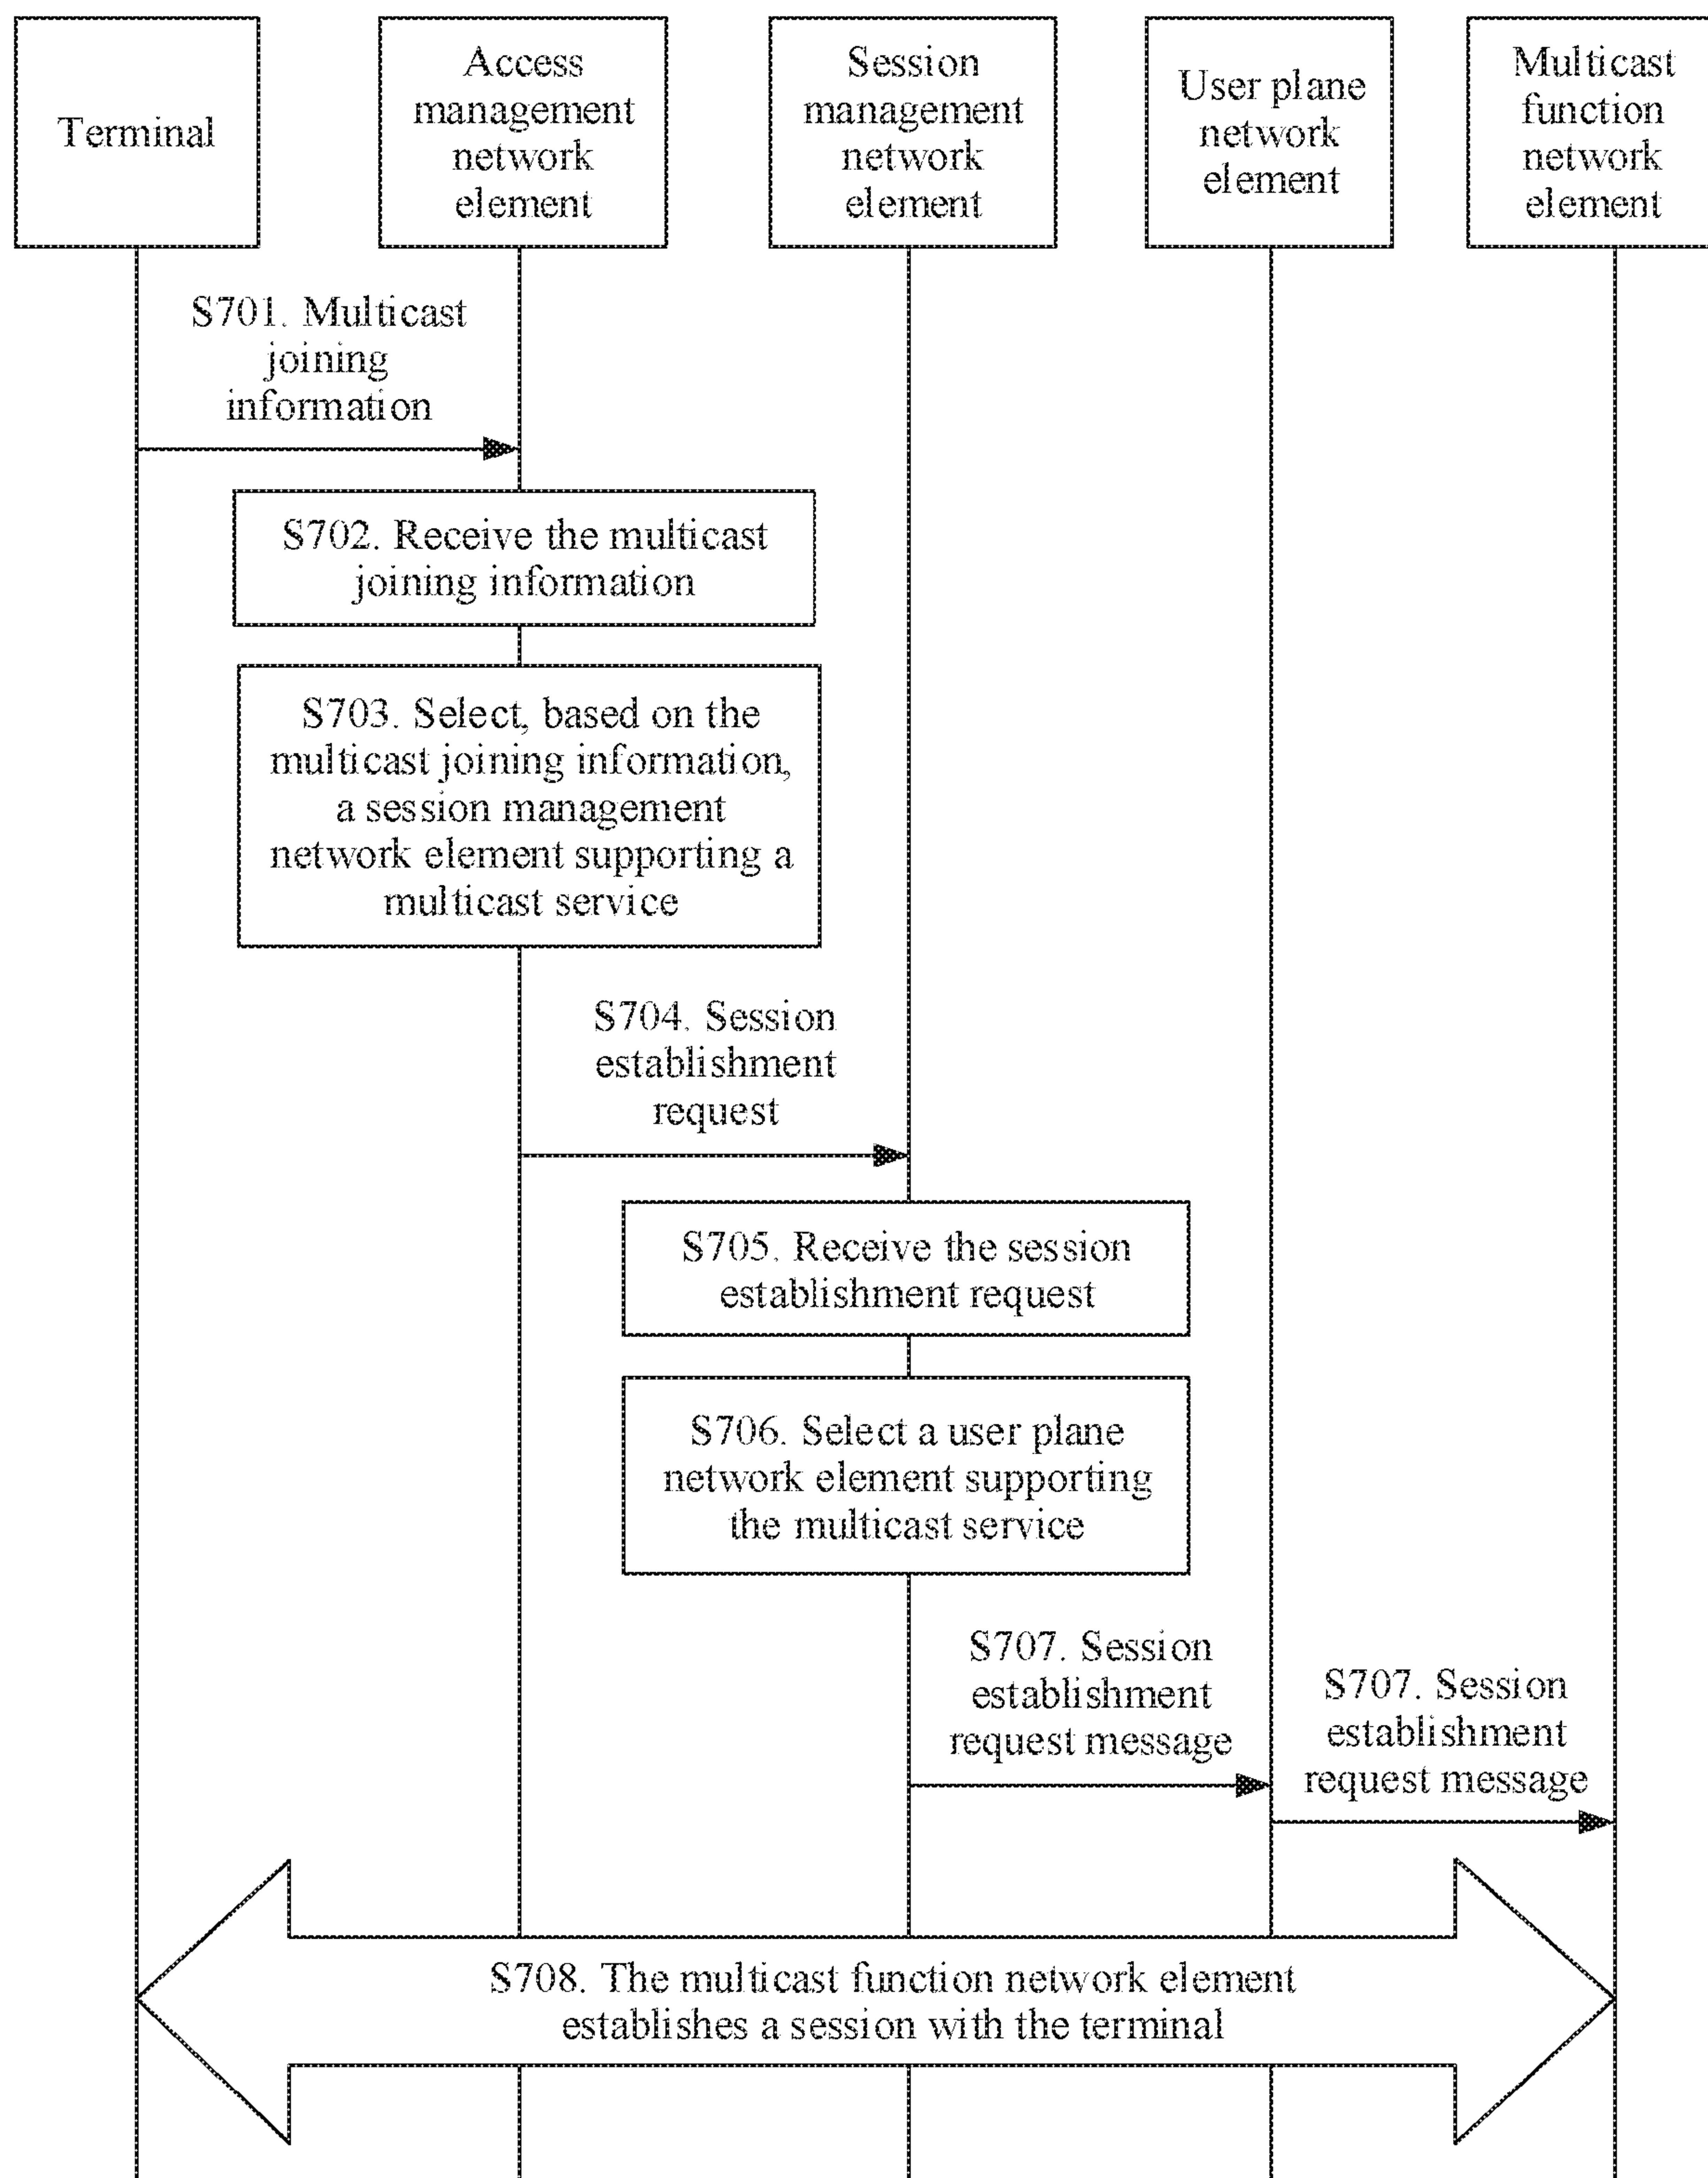 Terminal
Access
management
network
element
Session
management
network
element
User plane
network
element
Multicast
function
network
element
S701. Multicast
joining
information
S702. Receive the multicast
joining information
S703. Select, based on the
multicast joining information,
a session management
network element supporting a
multicast service
S704. Session
establishment
request
S705. Receive the session
establishment request
S706. Select a user plane
network element supporting
the multicast service
S707. Session
establishment
request message
S707. Session
establishment
request message
S708. The multicast function network element
establishes a session with the terminal